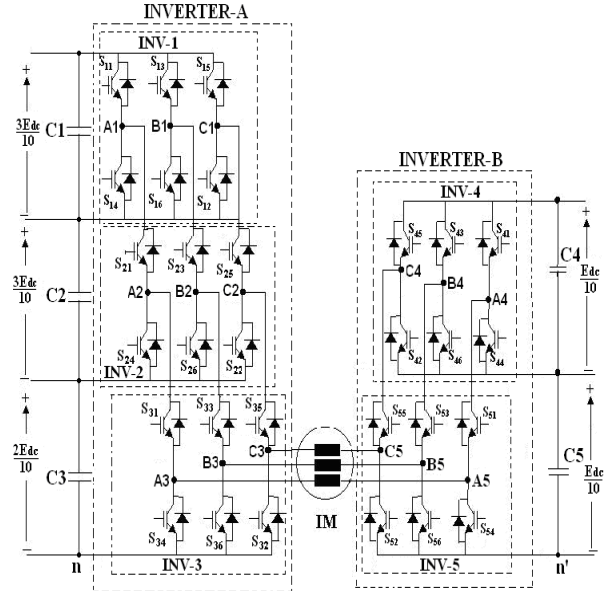 INVERTER-A
INV-1
S11 S13 S15
+
3Edc
10
C1
A1 B1 C1
S14 S16 S12
INVERTER-B
INV-4
S21 S23 S25
+
3Edc
10
C2
A2 B2 C2
S24 S26 S22
INV-2
S45 S43 S41
+
C4 B4 A4
C4
Edc
10
S42 S46 S44
S31 S33 S35
+
2Edc
10
C3
C3
B3
A3
S34 S36 S32
n
INV-3
IM
S55 S53 S51
+
C5
B5
A5
C5
Edc
10
S52 S56 S54
INV-5
n'